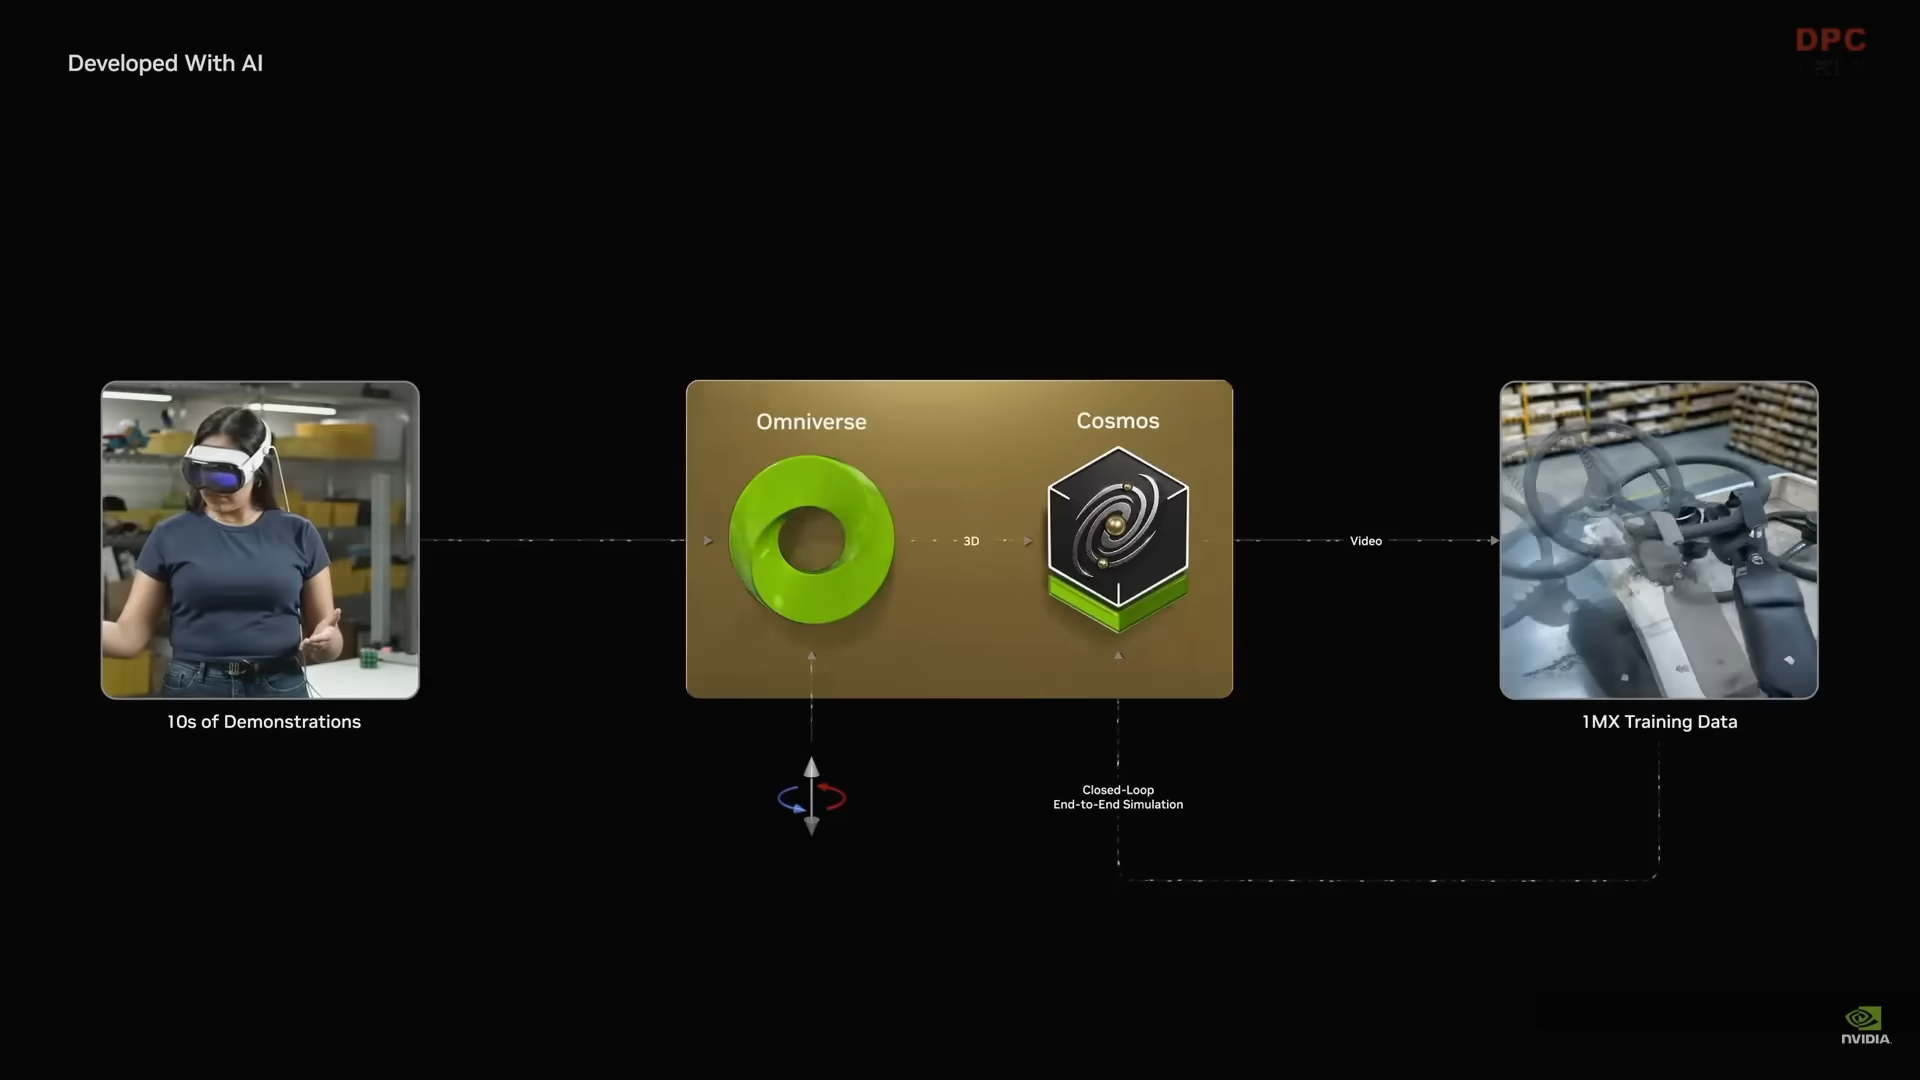 Developed With AI
DPC
Omniverse
Cosmos
3D
Video
10s of Demonstrations
1MX Training Data
Closed-Loop
End-to-End Simulation
NVIDIA.